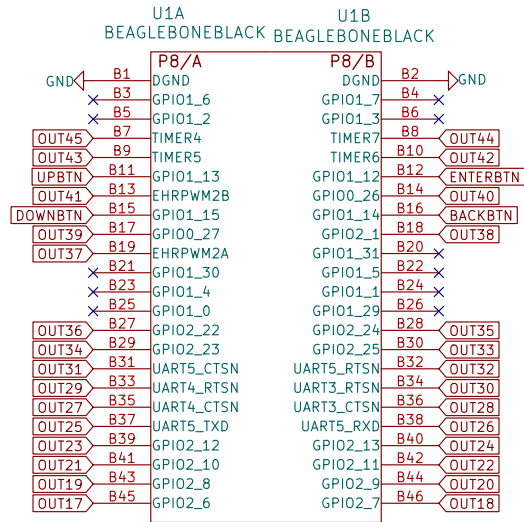 U1A U1B
BEAGLEBONEBLACK BEAGLEBONEBLACK
P8/A P8/B
GND B1 DGND DGND B2 GND
B3 GPIO1_6 GPIO1_7 B4
B5 GPIO1_2 GPIO1_3 B6
OUT45 B7 TIMER4 TIMER7 B8 OUT44
OUT43 B9 TIMER5 TIMER6 B10 OUT42
UPBTN B11 GPIO1_13 GPIO1_12 B12 ENTERBTN
OUT41 B13 EHRPWM2B GPIO0_26 B14 OUT40
DOWNBTN B15 GPIO1_15 GPIO1_14 B16 BACKBTN
OUT39 B17 GPIO0_27 GPIO2_1 B18 OUT38
OUT37 B19 EHRPWM2A GPIO1_31 B20
B21 GPIO1_30 GPIO1_5 B22
B23 GPIO1_4 GPIO1_1 B24
B25 GPIO1_0 GPIO1_29 B26
OUT36 B27 GPIO2_22 GPIO2_24 B28 OUT35
OUT34 B29 GPIO2_23 GPIO2_25 B30 OUT33
OUT31 B31 UART5_CTSN UART5_RTSN B32 OUT32
OUT29 B33 UART4_RTSN UART3_RTSN B34 OUT30
OUT27 B35 UART4_CTSN UART3_CTSN B36 OUT28
OUT25 B37 UART5_TXD UART5_RXD B38 OUT26
OUT23 B39 GPIO2_12 GPIO2_13 B40 OUT24
OUT21 B41 GPIO2_10 GPIO2_11 B42 OUT22
OUT19 B43 GPIO2_8 GPIO2_9 B44 OUT20
OUT17 B45 GPIO2_6 GPIO2_7 B46 OUT18